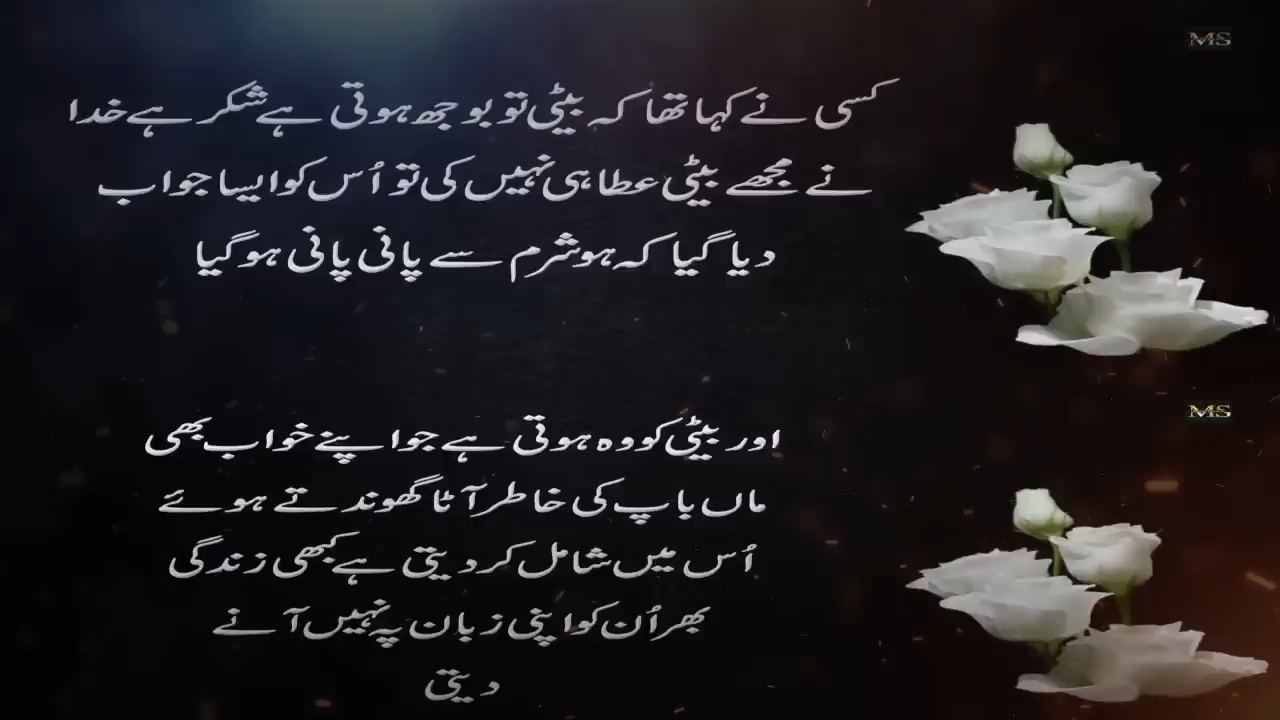 MS
کسی نے کہا تھا کہ بیٹی تو بوجھ ہوتی ہے شکر ہے خدا
نے مجھے بیٹی عطا ہی نہیں کی تو اُس کو ایسا جواب
دیا گیا کہ ہو شرم سے پانی پانی ہو گیا
MS
اور بیٹی کو وہ ہوتی ہے جو اپنے خواب بھی
ماں باپ کی خاطر آٹا گھوندتے ہوئے
اُس میں شامل کر دیتی ہے کبھی زندگی
بھر اُن کو اپنی زبان پہ نہیں آنے
دیتی